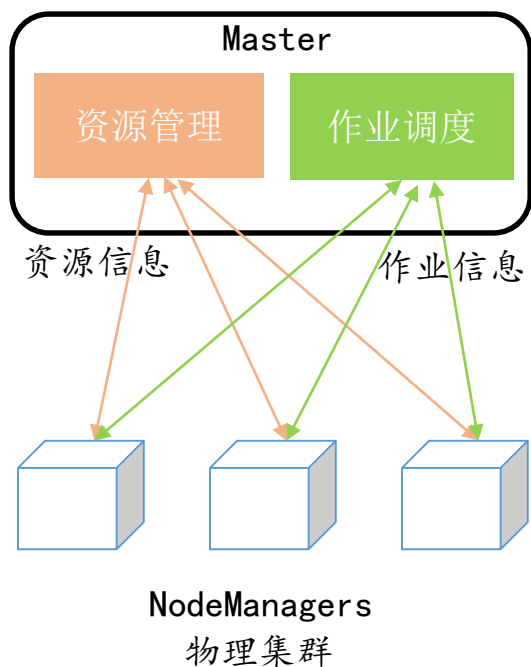 Master
资源管理
作业调度
资源信息
作业信息
NodeManagers
物理集群